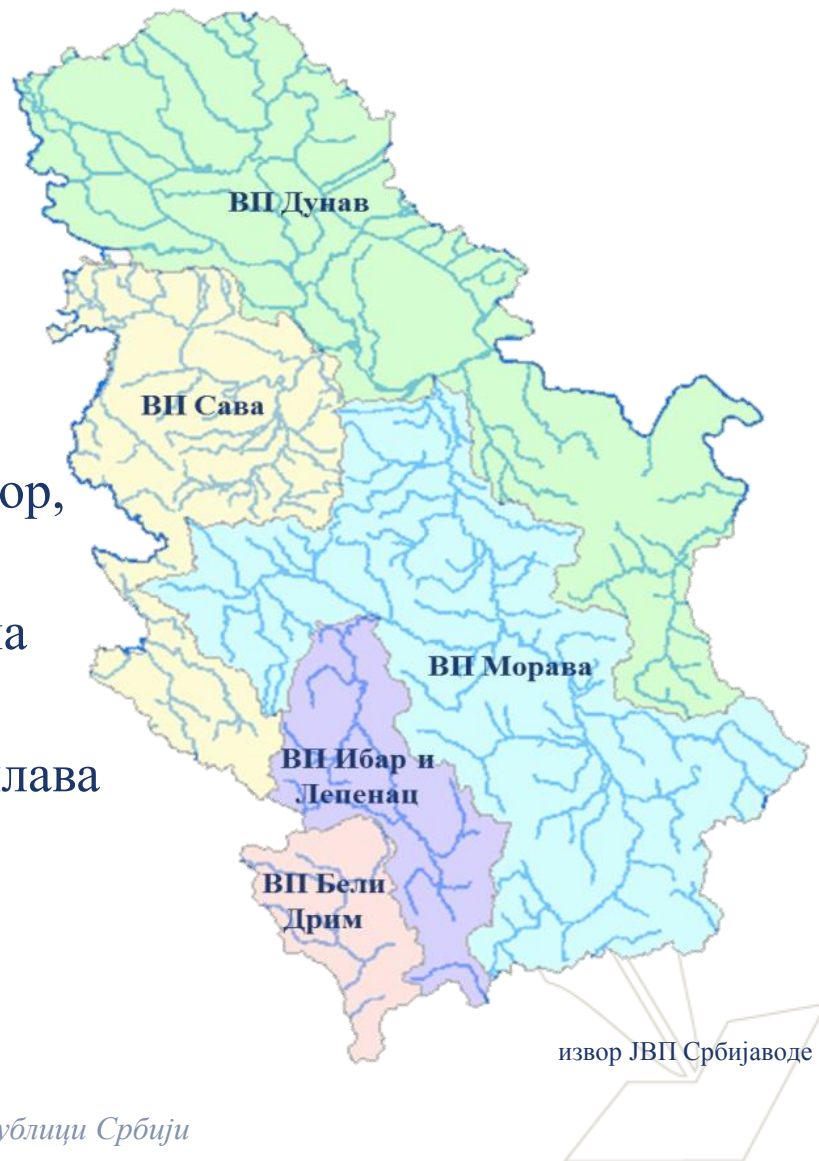 ВП Дунав
ВП Сава
ор,
на
ВП Морава
лава
ВП Ибар и
Лепенац
ВП Бели
Дрим
извор ЈВП Србијаводе
ублици Србији